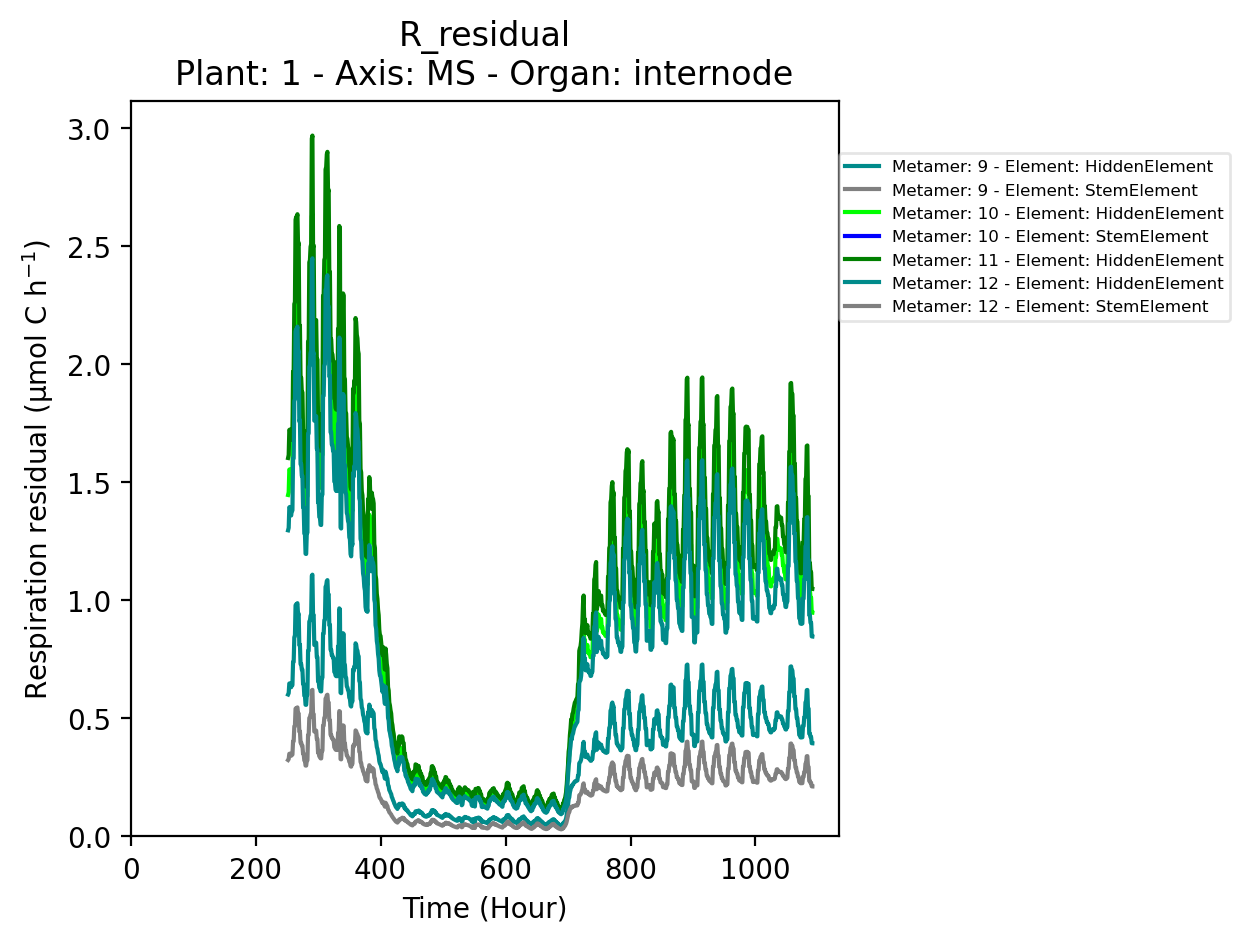 R_residual
Plant: 1 - Axis: MS - Organ: internode
3.0
2.5
2.0
1.5
1.0
0.5
0.0
Respiration residual (µmol C h⁻¹)
0
200
400
600
800
1000
Time (Hour)
Metamer: 9 - Element: HiddenElement
Metamer: 9 - Element: StemElement
Metamer: 10 - Element: HiddenElement
Metamer: 10 - Element: StemElement
Metamer: 11 - Element: HiddenElement
Metamer: 12 - Element: HiddenElement
Metamer: 12 - Element: StemElement